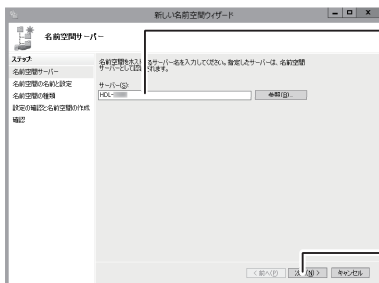 新しい名前空間ウィザード
名前空間サーバー
ステップ:
名前空間サーバー
名前空間の名前と設定
名前空間の種類
設定の確認と名前空間の作成
確認
名前空間をホストするサーバー名を入力してください。指定したサーバーは、名前空間
サーバーとして認されます。
サーバー(S):
HDL-
参照(B)...
< 前へ(P)
次へ(N) >
キャンセル